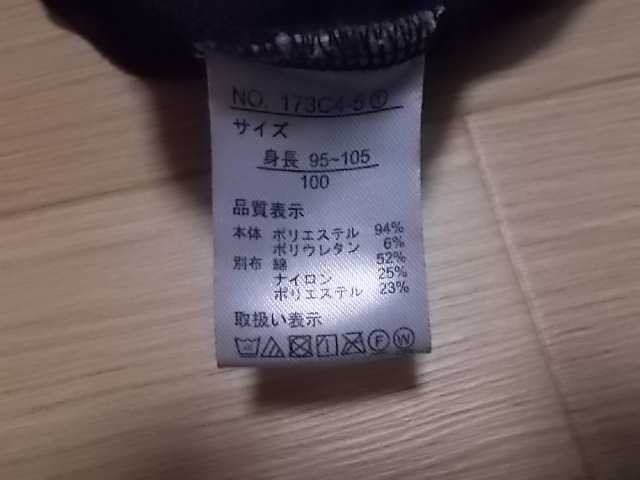 NO. 173C4-5①
サイズ
身長 95~105
100
品質表示
本体 ポリエステル 94%
ポリウレタン 6%
別布 綿 52%
ナイロン 25%
ポリエステル 23%
取扱い表示
F W